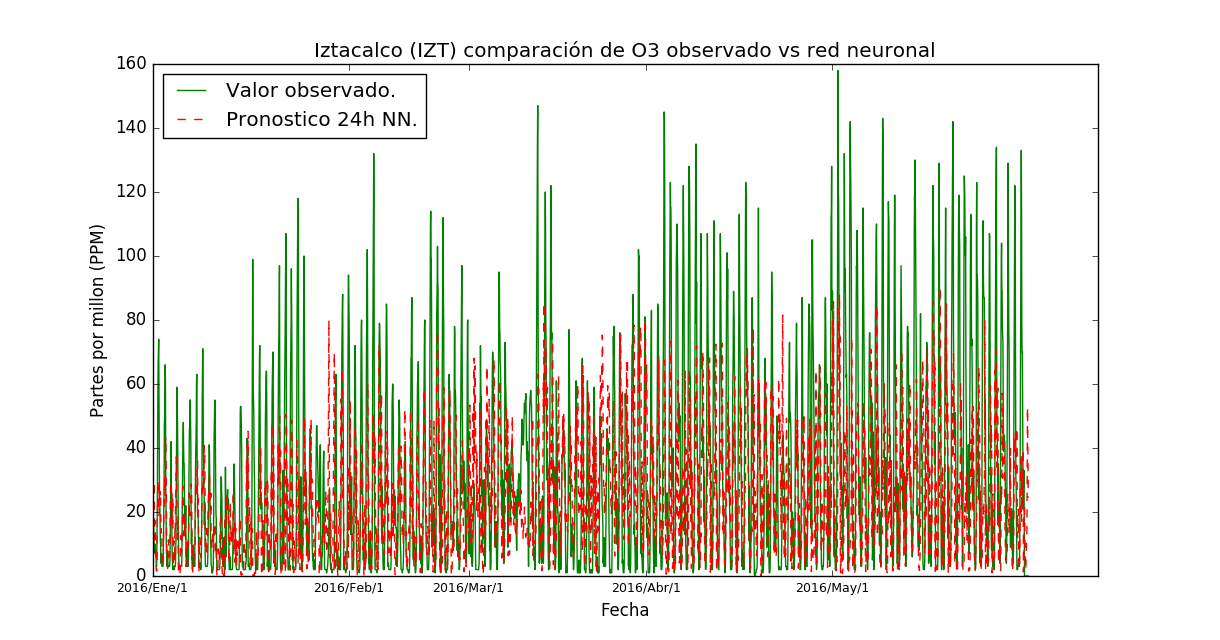 Iztacalco (IZT) comparación de O3 observado vs red neuronal
Valor observado.
Pronostico 24h NN.
Partes por millon (PPM)
160
140
120
100
80
60
40
20
0
2016/Ene/1
2016/Feb/1
2016/Mar/1
2016/Abr/1
2016/May/1
Fecha